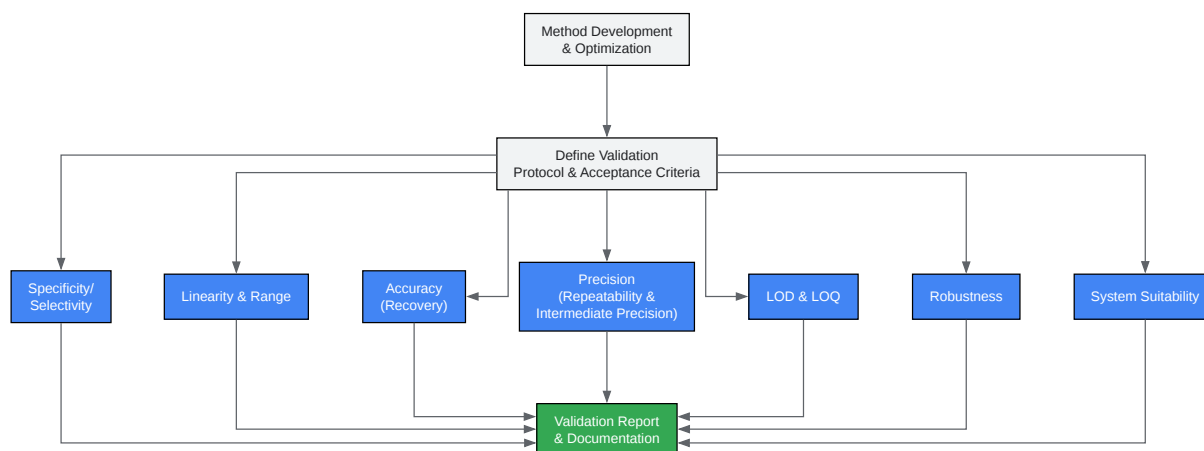 Method Development
& Optimization
Define Validation
Protocol & Acceptance Criteria
Specificity/
Selectivity
Linearity & Range
Accuracy
(Recovery)
Precision
(Repeatability &
Intermediate Precision)
LOD & LOQ
Robustness
System Suitability
Validation Report
& Documentation